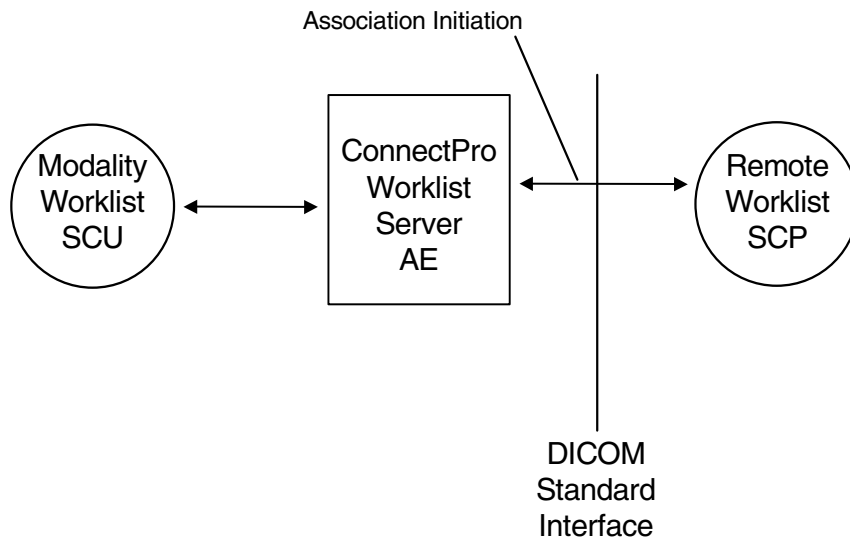 Association Initiation
Modality
Worklist
SCU
ConnectPro
Worklist
Server
AE
Remote
Worklist
SCP
DICOM
Standard
Interface